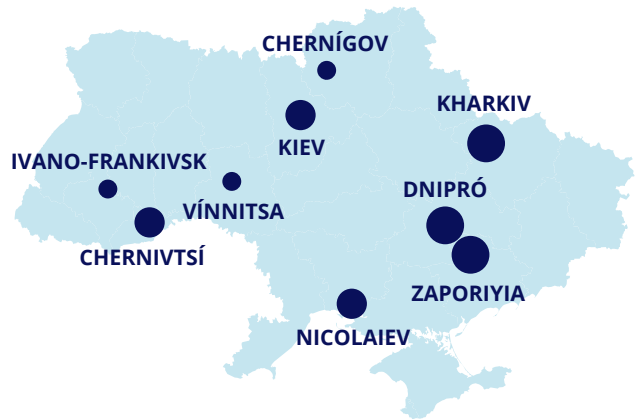 CHERNÍGOV
KHARKIV
KIEV
IVANO-FRANKIVSK
DNIPRÓ
VÍNNITSA
CHERNIVTSÍ
ZAPORIYIA
NICOLAIEV